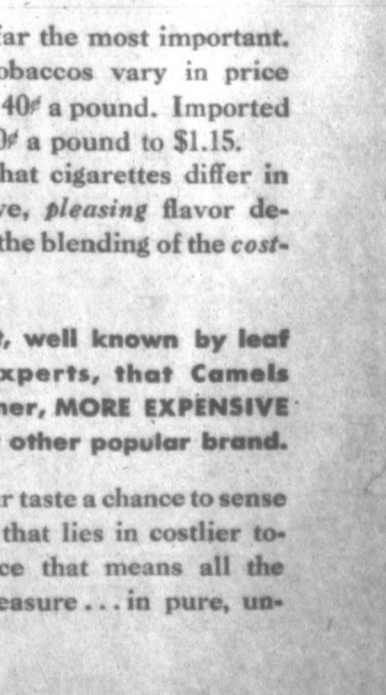 far the most important.
obaccos vary in price
40¢ a pound. Imported
0¢ a pound to $1.15.
hat cigarettes differ in
ve, pleasing flavor de-
the blending of the cost-
t, well known by leaf
xperts, that Camels
ner, MORE EXPENSIVE
other popular brand.
r taste a chance to sense
that lies in costlier to-
ce that means all the
easure...in pure, un-